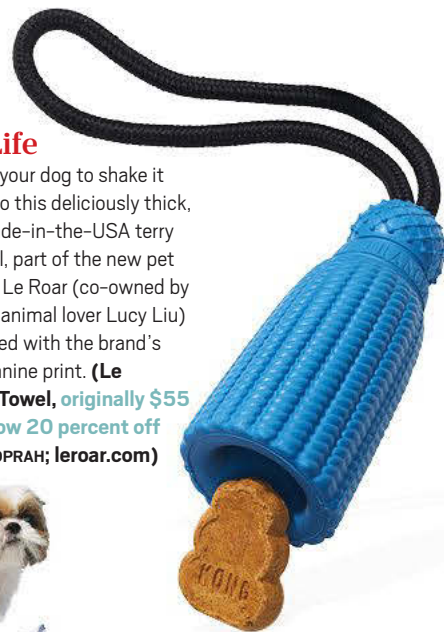 Life
your dog to shake it
o this deliciously thick,
de-in-the-USA terry
l, part of the new pet
Le Roar (co-owned by
animal lover Lucy Liu)
ed with the brand's
anine print. (Le
Towel, originally $55
ow 20 percent off
OPRAH; leroar.com)
KONG